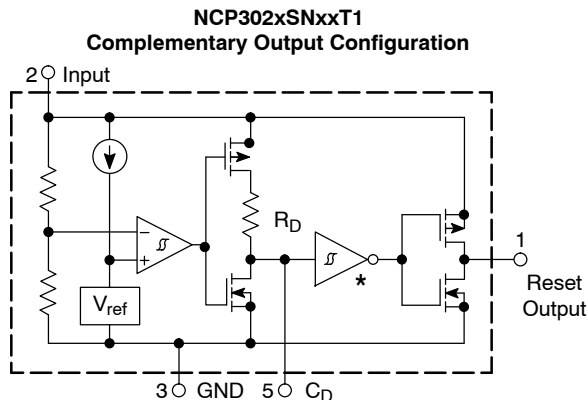 NCP302xSNxxT1
Complementary Output Configuration
2 Input
R_D
1
Reset
Output
*
V_ref
3 GND 5 C_D